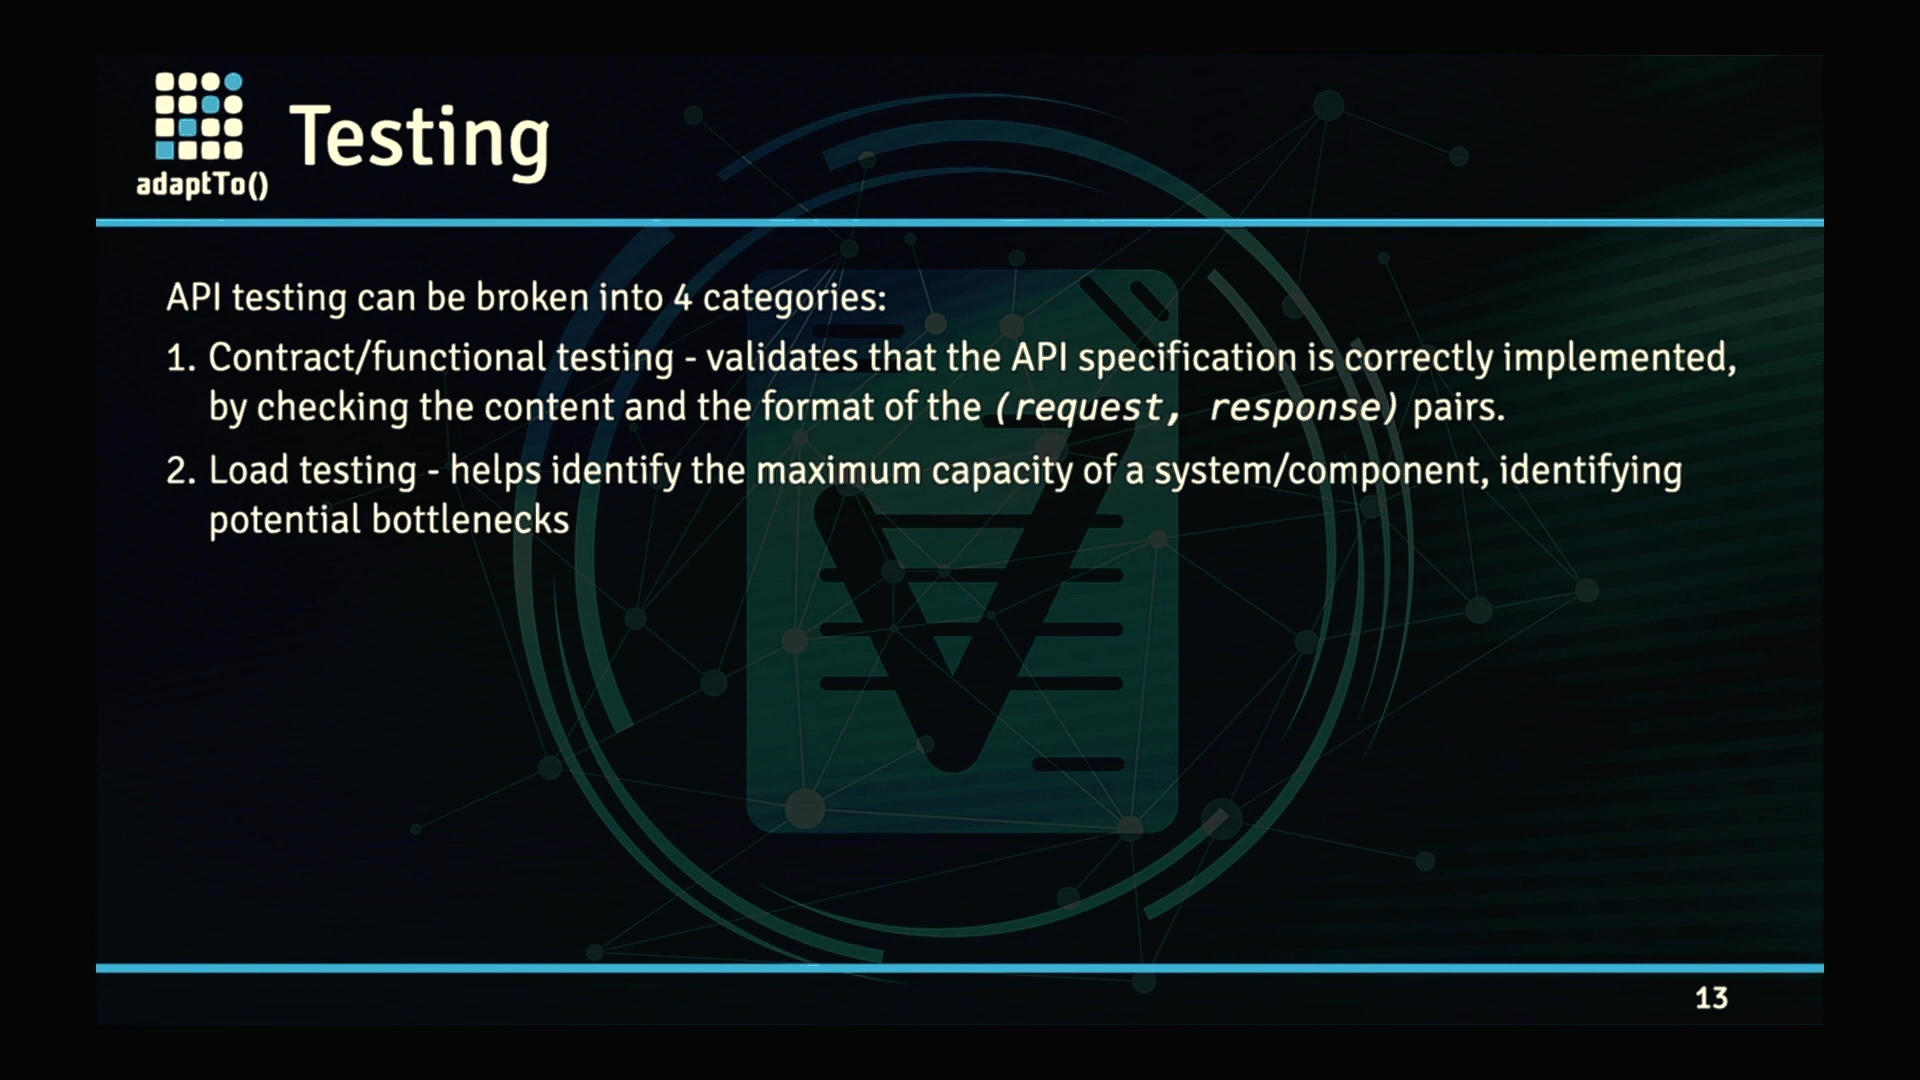 adaptTo()
Testing
API testing can be broken into 4 categories:
1. Contract/functional testing - validates that the API specification is correctly implemented,
by checking the content and the format of the (request, response) pairs.
2. Load testing - helps identify the maximum capacity of a system/component, identifying
potential bottlenecks
13